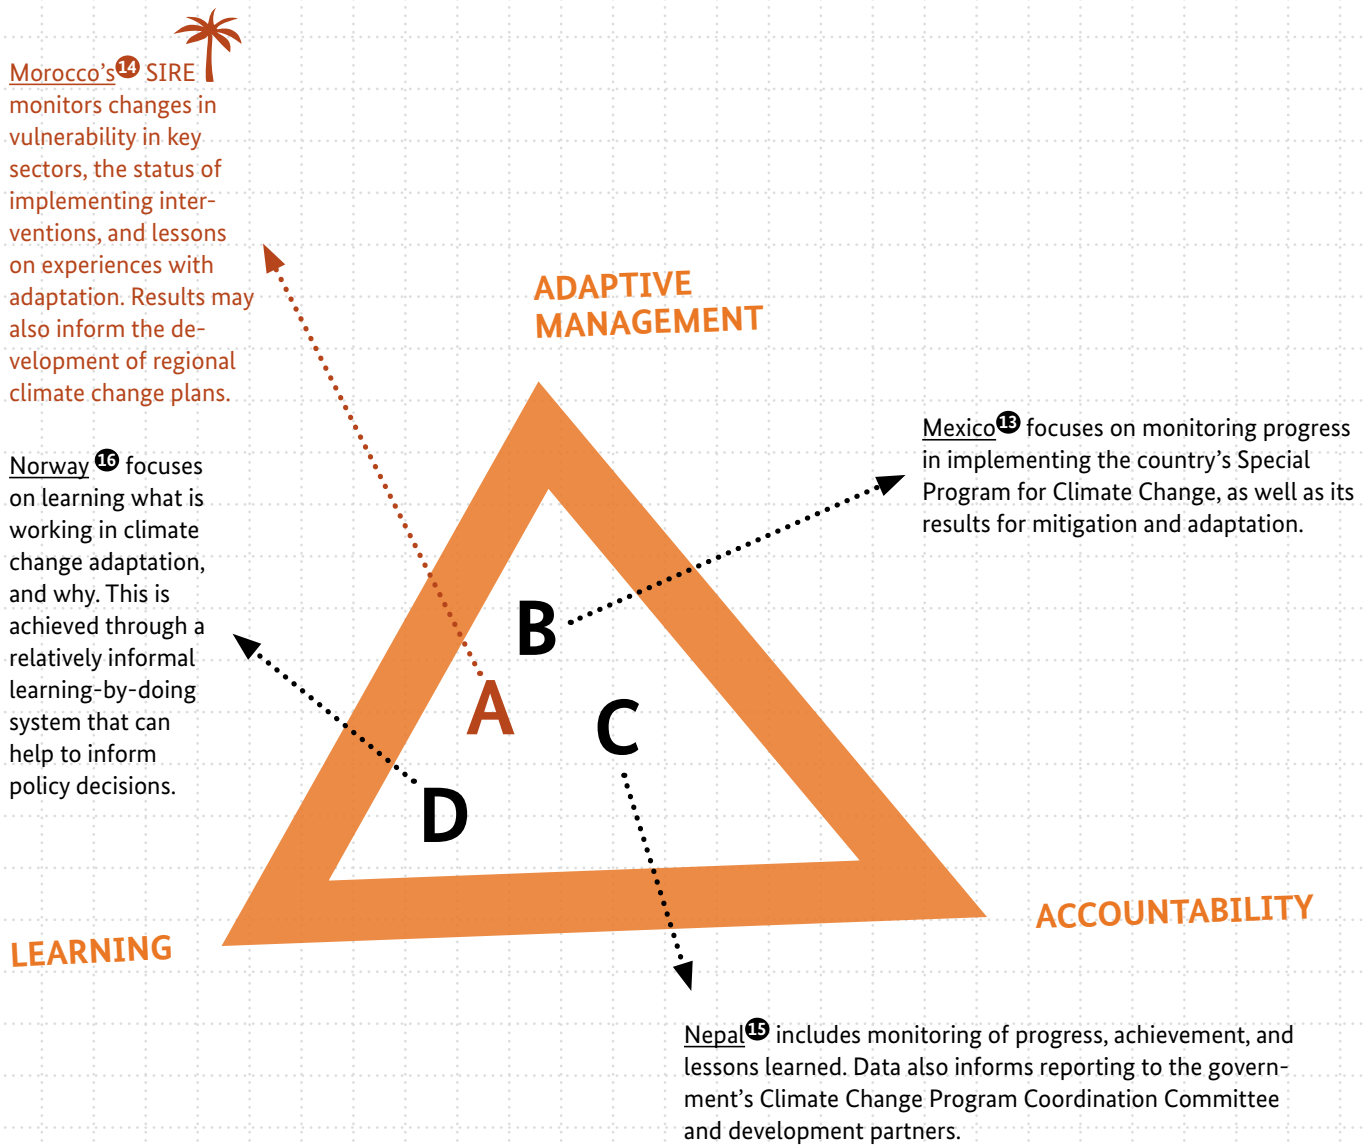 Morocco's14 SIRE
monitors changes in
vulnerability in key
sectors, the status of
implementing inter-
ventions, and lessons
on experiences with
adaptation. Results may
also inform the de-
velopment of regional
climate change plans.
Norway 16 focuses
on learning what is
working in climate
change adaptation,
and why. This is
achieved through a
relatively informal
learning-by-doing
system that can
help to inform
policy decisions.
ADAPTIVE
MANAGEMENT
Mexico13 focuses on monitoring progress
in implementing the country's Special
Program for Climate Change, as well as its
results for mitigation and adaptation.
B
A
C
D
LEARNING
ACCOUNTABILITY
Nepal15 includes monitoring of progress, achievement, and
lessons learned. Data also informs reporting to the govern-
ment's Climate Change Program Coordination Committee
and development partners.